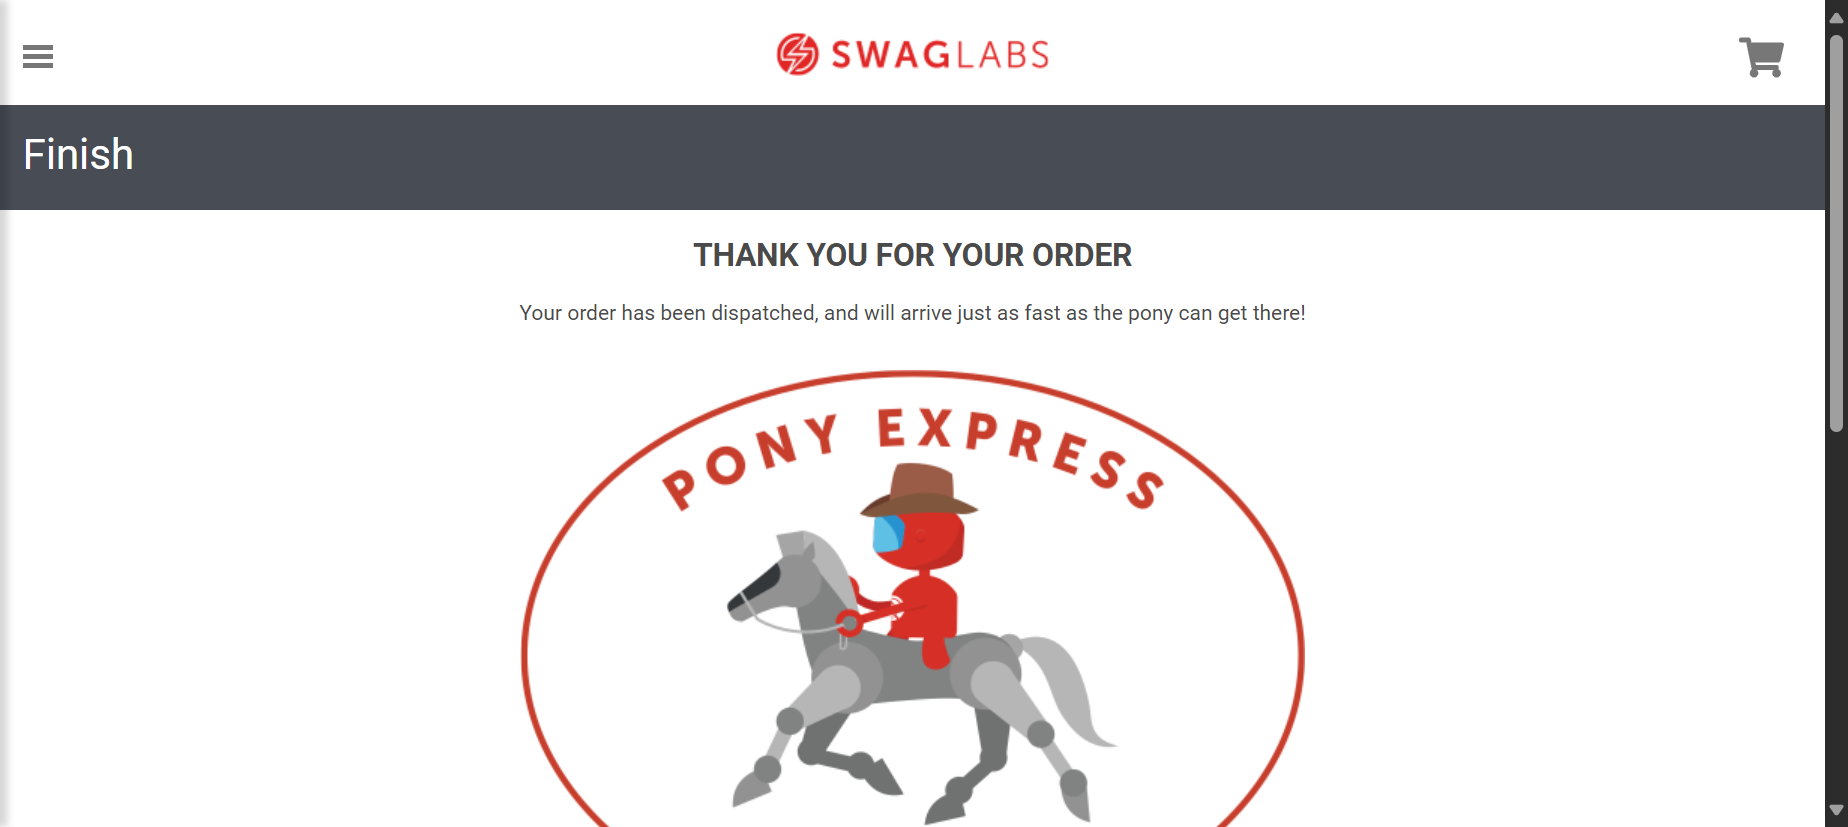 SWAGLABS
Finish
THANK YOU FOR YOUR ORDER
Your order has been dispatched, and will arrive just as fast as the pony can get there!
PONY EXPRESS